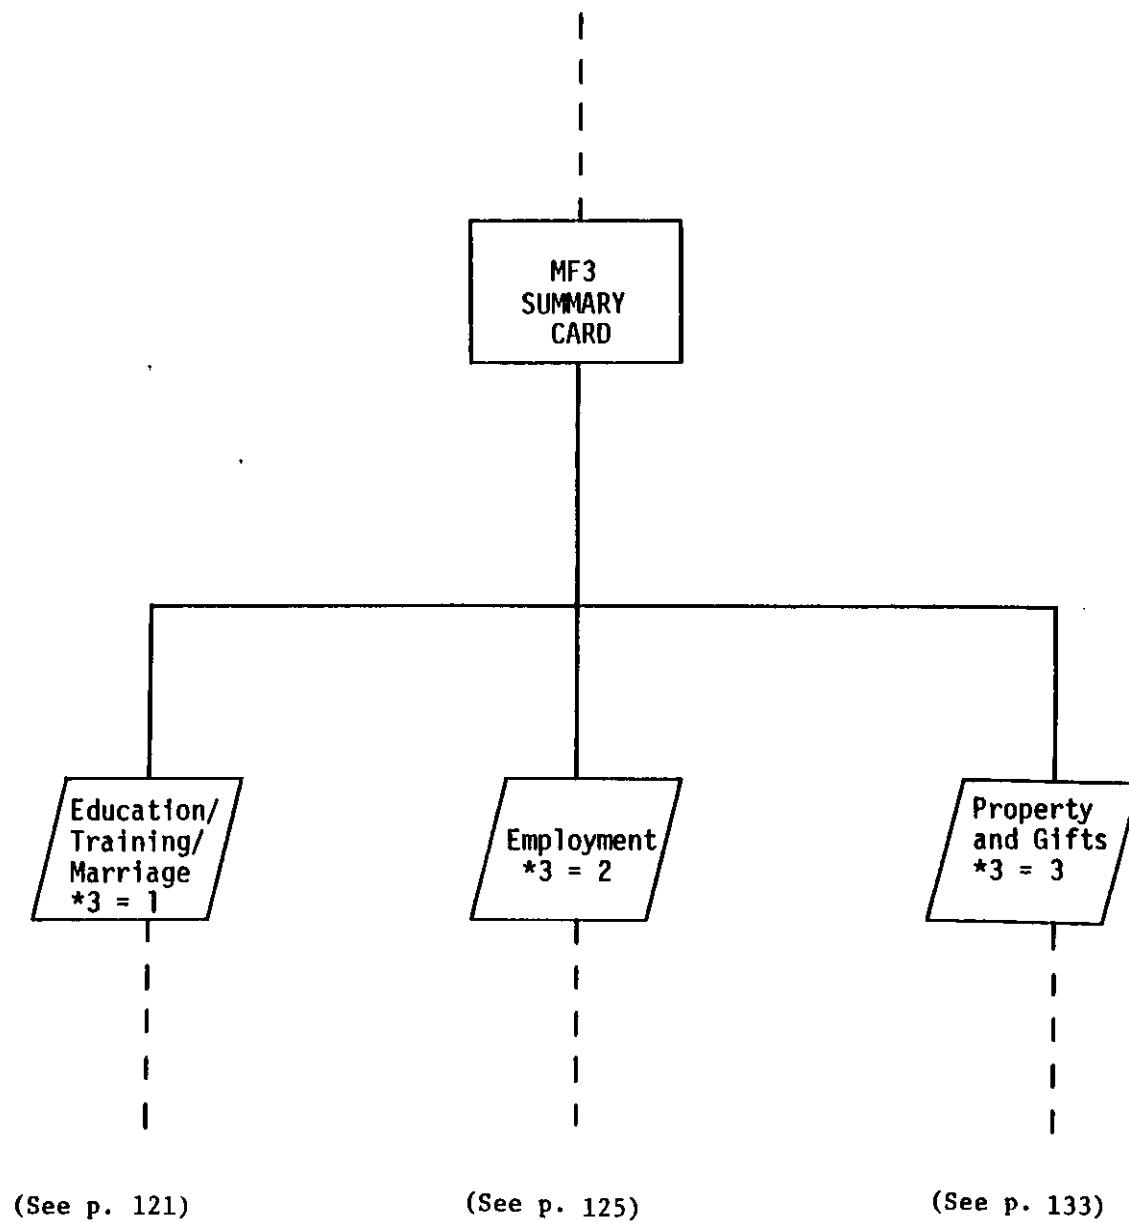 MF3
SUMMARY
CARD
Education/
Training/
Marriage
*3 = 1
Employment
*3 = 2
Property
and Gifts
*3 = 3
(See p. 121)
(See p. 125)
(See p. 133)